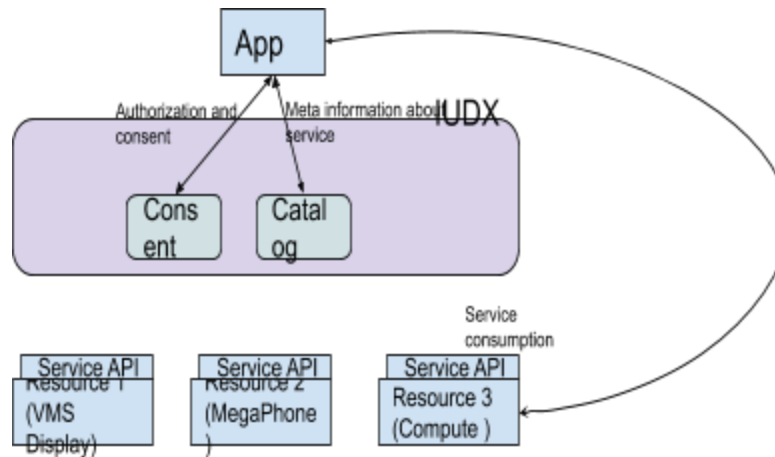 App
Authorization and
consent
Meta information about
service
IUDX
Cons
ent
Catal
og
Service
consumption
Service API
Resource 1
(VMS
Display)
Service API
Resource 2
(MegaPhone
)
Service API
Resource 3
(Compute )